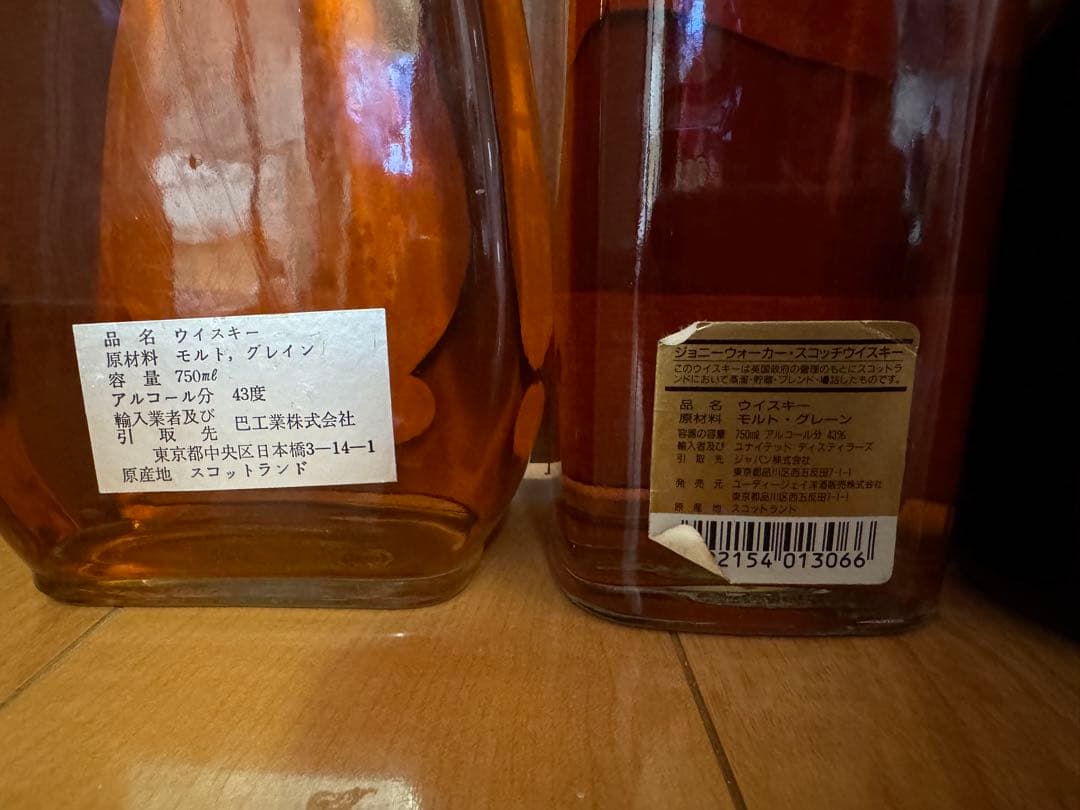 品 名 ウイスキー
原材料 モルト, グレイン
容 量 750ml
アルコール分 43度
輸入業者及び
引 取 先 巴工業株式会社
東京都中央区日本橋3-14-1
原産地 スコットランド
ジョニーウォーカー・スコッチウイスキー
このウイスキーは英国政府の管理のもとにスコットラ
ンドにおいて蒸溜・貯蔵・ブレンド・壜詰したものです。
品 名 ウイスキー
原材料 モルト・グレーン
容器の容量 750ml アルコール分 43%
輸入者及び ユナイテッド ディスティラーズ
引 取 先 ジャパン株式会社
東京都品川区西五反田7-1-1
発 売 元 ユーディージェイ洋酒販売株式会社
東京都品川区西五反田7-1-1
原 産 地 スコットランド
2154 013066